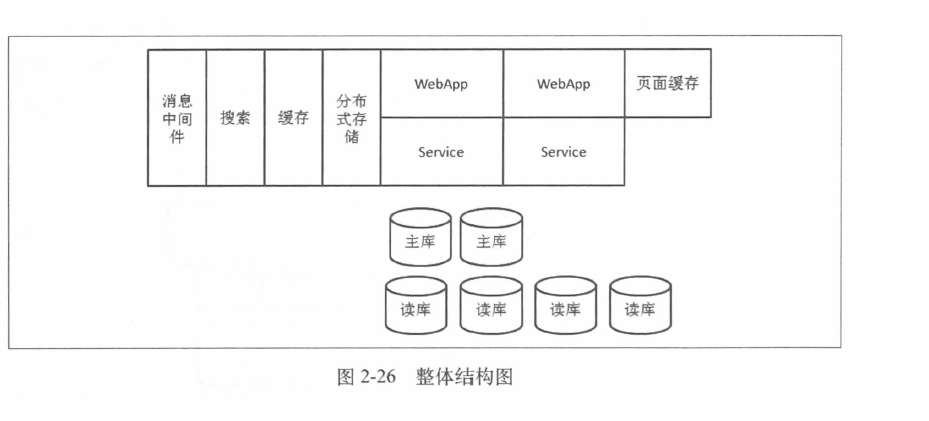 消息
中间
件
搜索
缓存
分布
式存
储
WebApp
WebApp
页面缓存
Service
Service
主库
主库
读库
读库
读库
读库
图 2-26 整体结构图